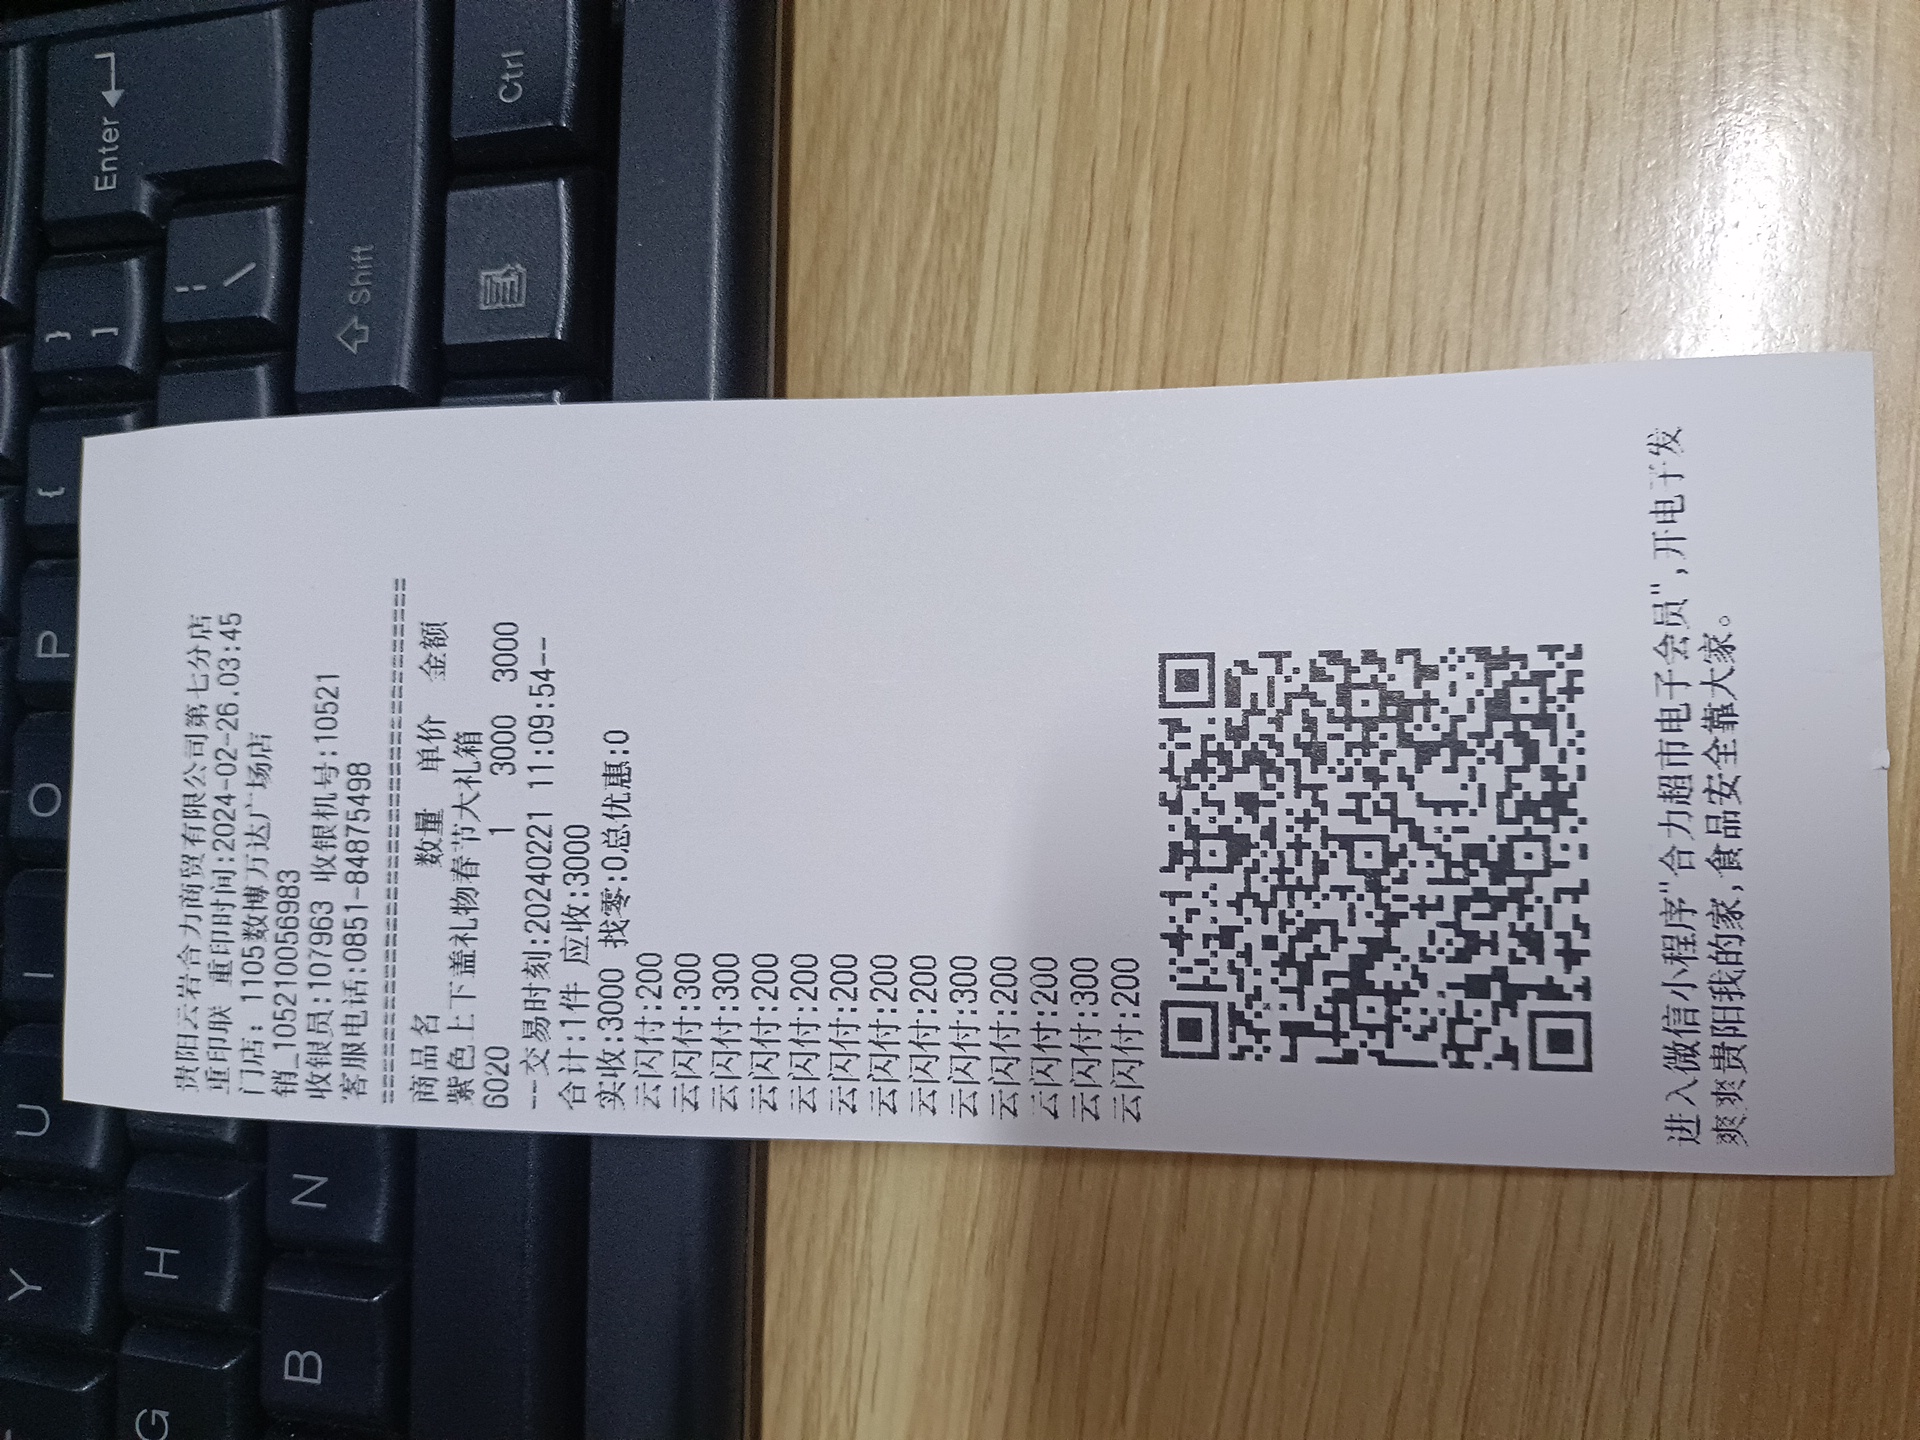 贵阳云岩合力商贸有限公司第七分店
重印联 重印时间:2024-02-26.03:45
门店: 1105数博万达广场店
销_105210056983
收银员:107963 收银机号:10521
客服电话:0851-84875498
==========================================
商品名 数量 单价 金额
紫色上下盖礼物春节大礼箱
6020 1 3000 3000
--交易时刻:20240221 11:09:54--
合计:1件 应收:3000
实收:3000 找零:0总优惠:0
云闪付:200
云闪付:300
云闪付:300
云闪付:200
云闪付:200
云闪付:200
云闪付:200
云闪付:200
云闪付:300
云闪付:200
云闪付:200
云闪付:300
云闪付:200
进入微信小程序"合力超市电子会员",开电子发
爽爽贵阳我的家,食品安全靠大家。
Enter
Ctrl
}
]
\
Shift
{
P
O
I
U
Y
H
N
G
B